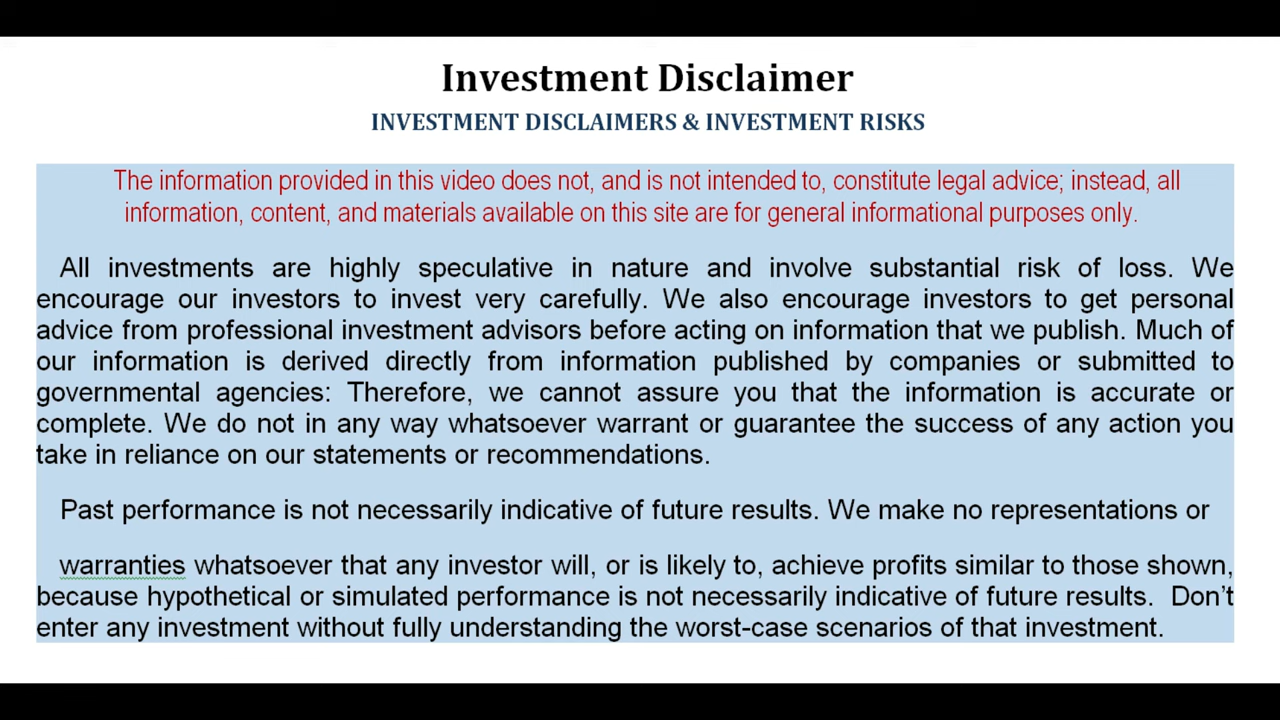 Investment Disclaimer
INVESTMENT DISCLAIMERS & INVESTMENT RISKS
The information provided in this video does not, and is not intended to, constitute legal advice; instead, all
information, content, and materials available on this site are for general informational purposes only.
All investments are highly speculative in nature and involve substantial risk of loss. We
encourage our investors to invest very carefully. We also encourage investors to get personal
advice from professional investment advisors before acting on information that we publish. Much of
our information is derived directly from information published by companies or submitted to
governmental agencies: Therefore, we cannot assure you that the information is accurate or
complete. We do not in any way whatsoever warrant or guarantee the success of any action you
take in reliance on our statements or recommendations.
Past performance is not necessarily indicative of future results. We make no representations or
warranties whatsoever that any investor will, or is likely to, achieve profits similar to those shown,
because hypothetical or simulated performance is not necessarily indicative of future results.  Don’t
enter any investment without fully understanding the worst-case scenarios of that investment.